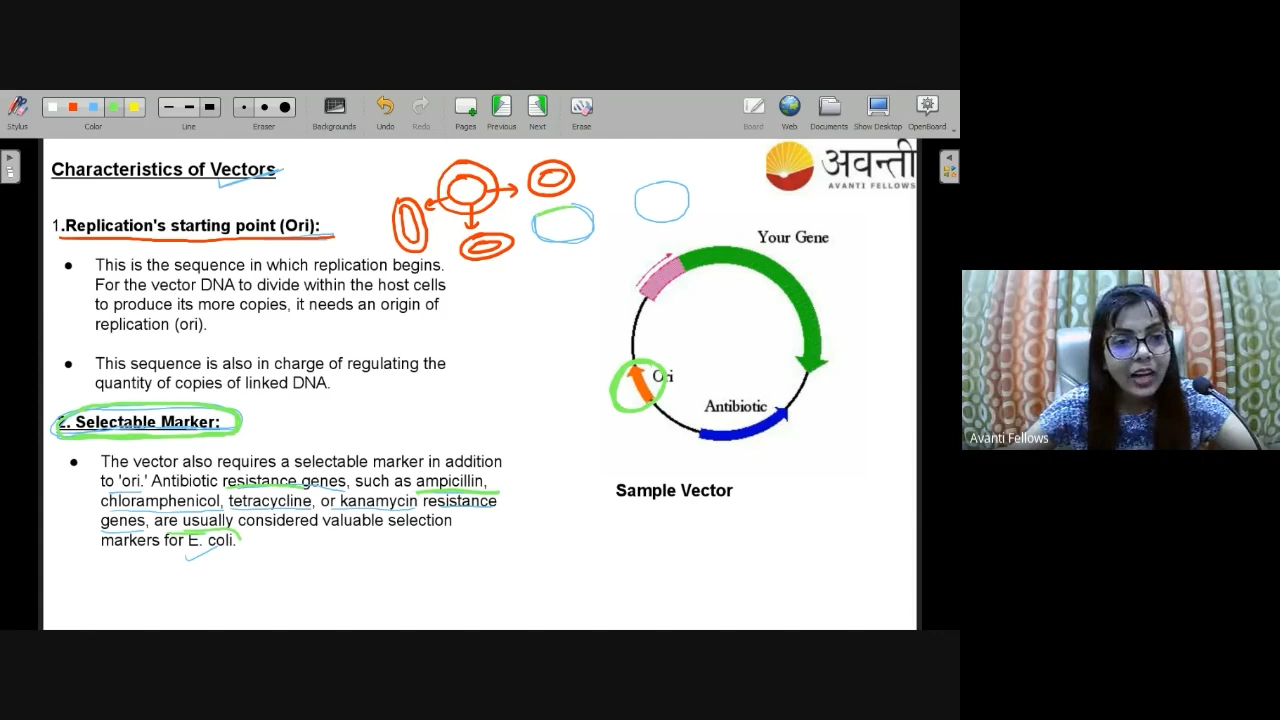 Stylus
Color
Line
Eraser
Backgrounds
Undo
Redo
Pages
Previous
Next
Erase
Board
Web
Documents
Show Desktop
OpenBoard
Characteristics of Vectors
अवन्ती
AVANTI FELLOWS
1.Replication's starting point (Ori):
● This is the sequence in which replication begins.
For the vector DNA to divide within the host cells
to produce its more copies, it needs an origin of
replication (ori).
● This sequence is also in charge of regulating the
quantity of copies of linked DNA.
2. Selectable Marker:
● The vector also requires a selectable marker in addition
to 'ori.' Antibiotic resistance genes, such as ampicillin,
chloramphenicol, tetracycline, or kanamycin resistance
genes, are usually considered valuable selection
markers for E. coli.
Your Gene
Ori
Antibiotic
Sample Vector
Avanti Fellows